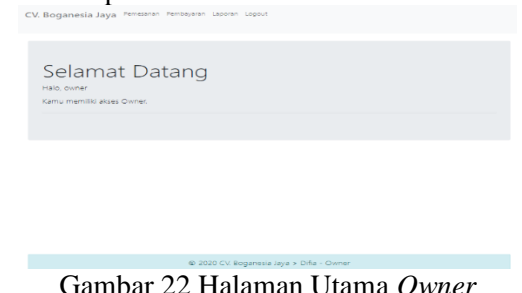 CV. Boganesia Jaya Pemesanan Pembayaran Laporan Logout
Selamat Datang
Halo, owner
Kamu memiliki akses Owner.
© 2020 CV. Boganesia Jaya > Difia - Owner
Gambar 22 Halaman Utama Owner